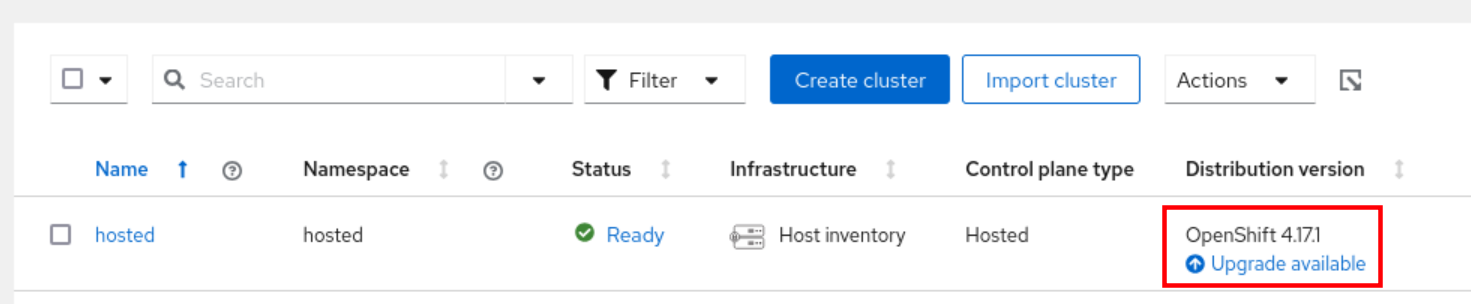 Search Filter Create cluster Import cluster Actions
Name Namespace Status Infrastructure Control plane type Distribution version
hosted hosted Ready Host inventory Hosted OpenShift 4.17.1
Upgrade available